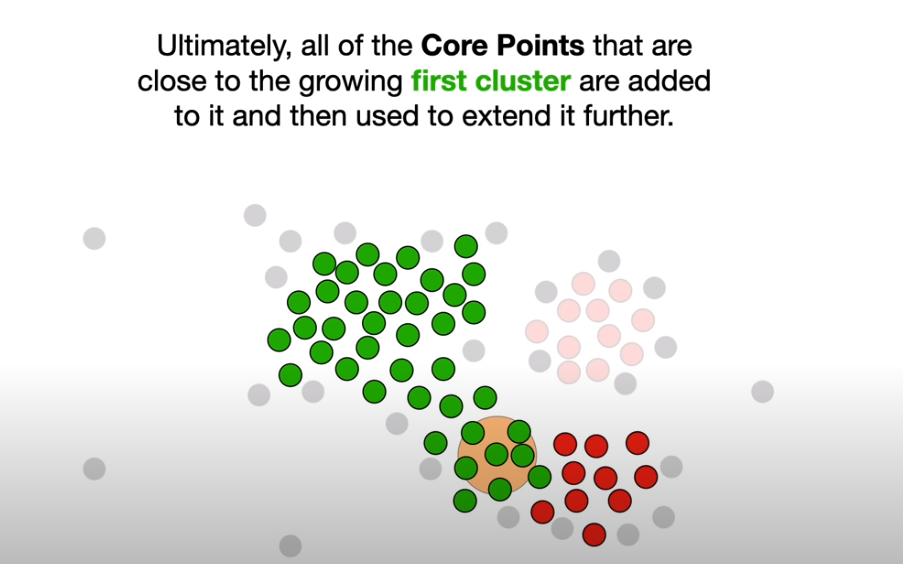 Ultimately, all of the Core Points that are
close to the growing first cluster are added
to it and then used to extend it further.